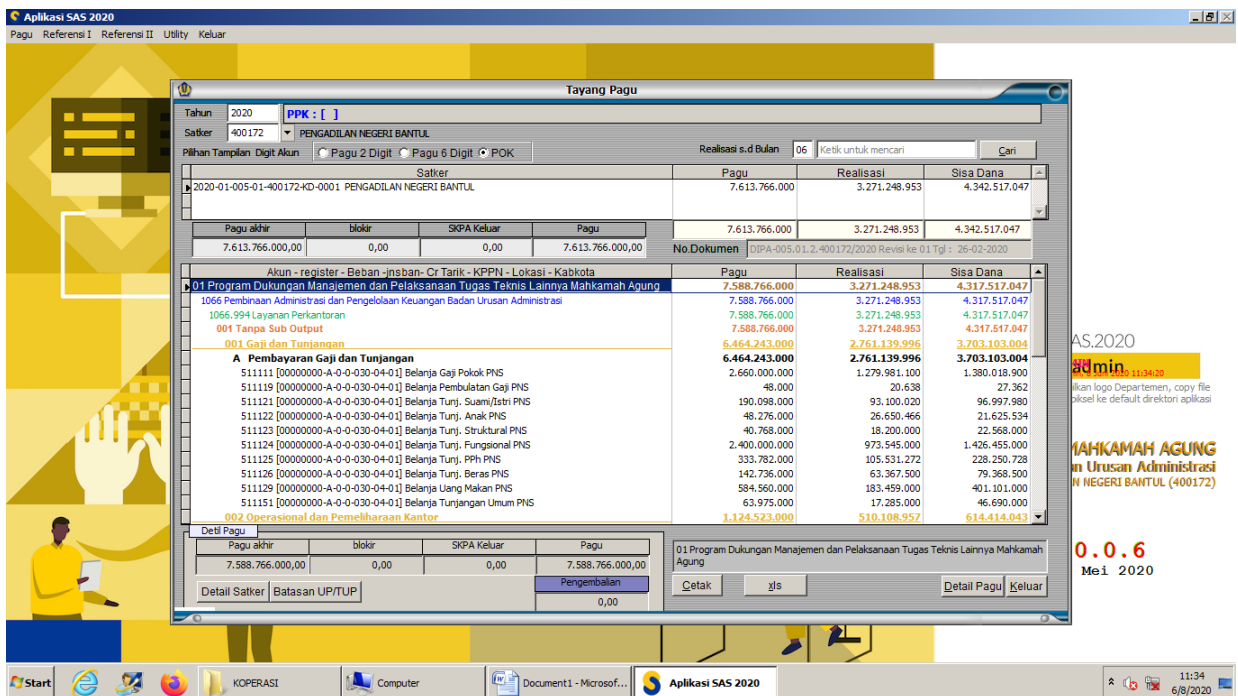 Aplikasi SAS 2020
Pagu Referensi I Referensi II Utility Keluar
Tayang Pagu
Tahun 2020 PPK : [ ]
Satker 400172 PENGADILAN NEGERI BANTUL
Pilihan Tampilan Digit Akun Pagu 2 Digit Pagu 6 Digit POK Realisasi s.d Bulan 06 Ketik untuk mencari Cari
Satker Pagu Realisasi Sisa Dana
2020-01-005-01-400172-KD-0001 PENGADILAN NEGERI BANTUL 7.613.766.000 3.271.248.953 4.342.517.047
Pagu akhir blokir SKPA Keluar Pagu 7.613.766.000 3.271.248.953 4.342.517.047
7.613.766.000,00 0,00 0,00 7.613.766.000,00 No.Dokumen DIPA-005.01.2.400172/2020 Revisi ke 01 Tgl : 26-02-2020
Akun - register - Beban -jnsban- Cr Tarik - KPPN - Lokasi - Kabkota Pagu Realisasi Sisa Dana
01 Program Dukungan Manajemen dan Pelaksanaan Tugas Teknis Lainnya Mahkamah Agung 7.588.766.000 3.271.248.953 4.317.517.047
1066 Pembinaan Administrasi dan Pengelolaan Keuangan Badan Urusan Administrasi 7.588.766.000 3.271.248.953 4.317.517.047
1066.994 Layanan Perkantoran 7.588.766.000 3.271.248.953 4.317.517.047
001 Tanpa Sub Output 7.588.766.000 3.271.248.953 4.317.517.047
001 Gaji dan Tunjangan 6.464.243.000 2.761.139.996 3.703.103.004
A Pembayaran Gaji dan Tunjangan 6.464.243.000 2.761.139.996 3.703.103.004
511111 [00000000-A-0-0-030-04-01] Belanja Gaji Pokok PNS 2.660.000.000 1.279.981.100 1.380.018.900
511119 [00000000-A-0-0-030-04-01] Belanja Pembulatan Gaji PNS 48.000 20.638 27.362
511121 [00000000-A-0-0-030-04-01] Belanja Tunj. Suami/Istri PNS 190.098.000 93.100.020 96.997.980
511122 [00000000-A-0-0-030-04-01] Belanja Tunj. Anak PNS 48.276.000 26.650.466 21.625.534
511123 [00000000-A-0-0-030-04-01] Belanja Tunj. Struktural PNS 40.768.000 18.200.000 22.568.000
511124 [00000000-A-0-0-030-04-01] Belanja Tunj. Fungsional PNS 2.400.000.000 973.545.000 1.426.455.000
511125 [00000000-A-0-0-030-04-01] Belanja Tunj. PPh PNS 333.782.000 105.531.272 228.250.728
511126 [00000000-A-0-0-030-04-01] Belanja Tunj. Beras PNS 142.736.000 63.367.500 79.368.500
511129 [00000000-A-0-0-030-04-01] Belanja Uang Makan PNS 584.560.000 183.459.000 401.101.000
511151 [00000000-A-0-0-030-04-01] Belanja Tunjangan Umum PNS 63.975.000 17.285.000 46.690.000
002 Operasional dan Pemeliharaan Kantor 1.124.523.000 510.108.957 614.414.043
Detil Pagu
Pagu akhir blokir SKPA Keluar Pagu
7.588.766.000,00 0,00 0,00 7.588.766.000,00
01 Program Dukungan Manajemen dan Pelaksanaan Tugas Teknis Lainnya Mahkamah
Agung
Detail Satker Batasan UP/TUP Pengembalian Cetak xls Detail Pagu Keluar
0,00
AS.2020
admin
2020 11:34:20
ikan logo Departemen, copy file
piksel ke default direktori aplikasi
MAHKAMAH AGUNG
n Urusan Administrasi
N NEGERI BANTUL (400172)
0.0.6
Mei 2020
Start KOPERASI Computer Document1 - Microsof... Aplikasi SAS 2020 11:34
6/8/2020